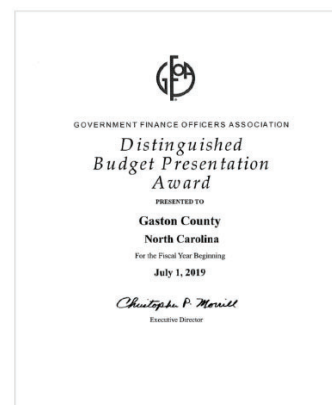 GFOA
GOVERNMENT FINANCE OFFICERS ASSOCIATION
Distinguished
Budget Presentation
Award
PRESENTED TO
Gaston County
North Carolina
For the Fiscal Year Beginning
July 1, 2019
Christopher P. Morrill
Executive Director